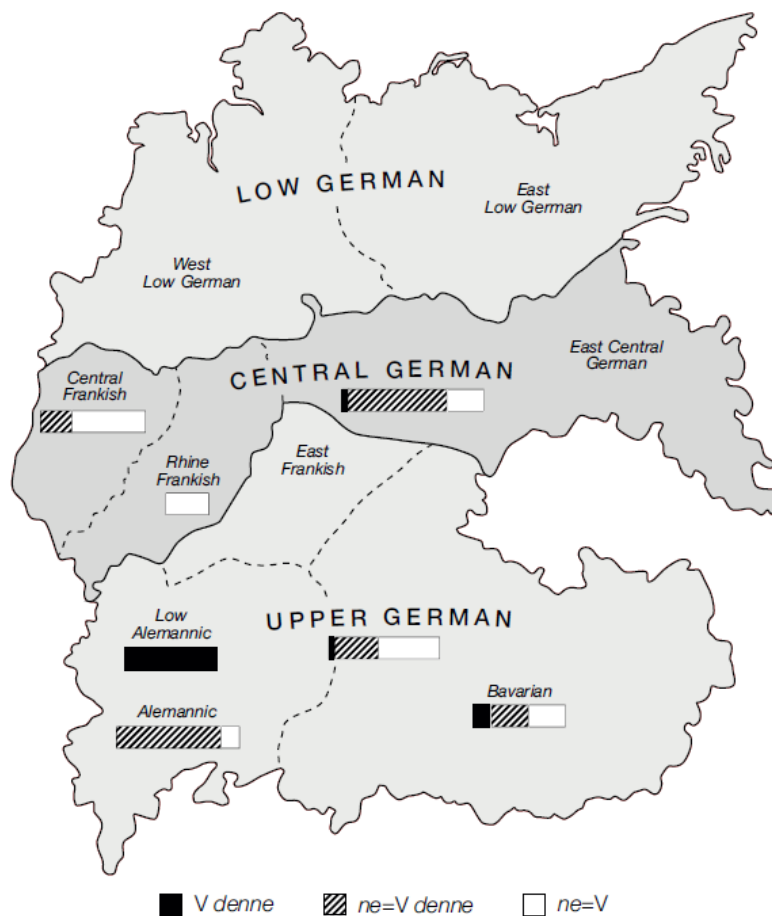 LOW GERMAN
East
Low German
West
Low German
Central
Frankish
CENTRAL GERMAN
East Central
German
Rhine
Frankish
East
Frankish
Low
Alemannic
UPPER GERMAN
Alemannic
Bavarian
V denne
ne=V denne
ne=V